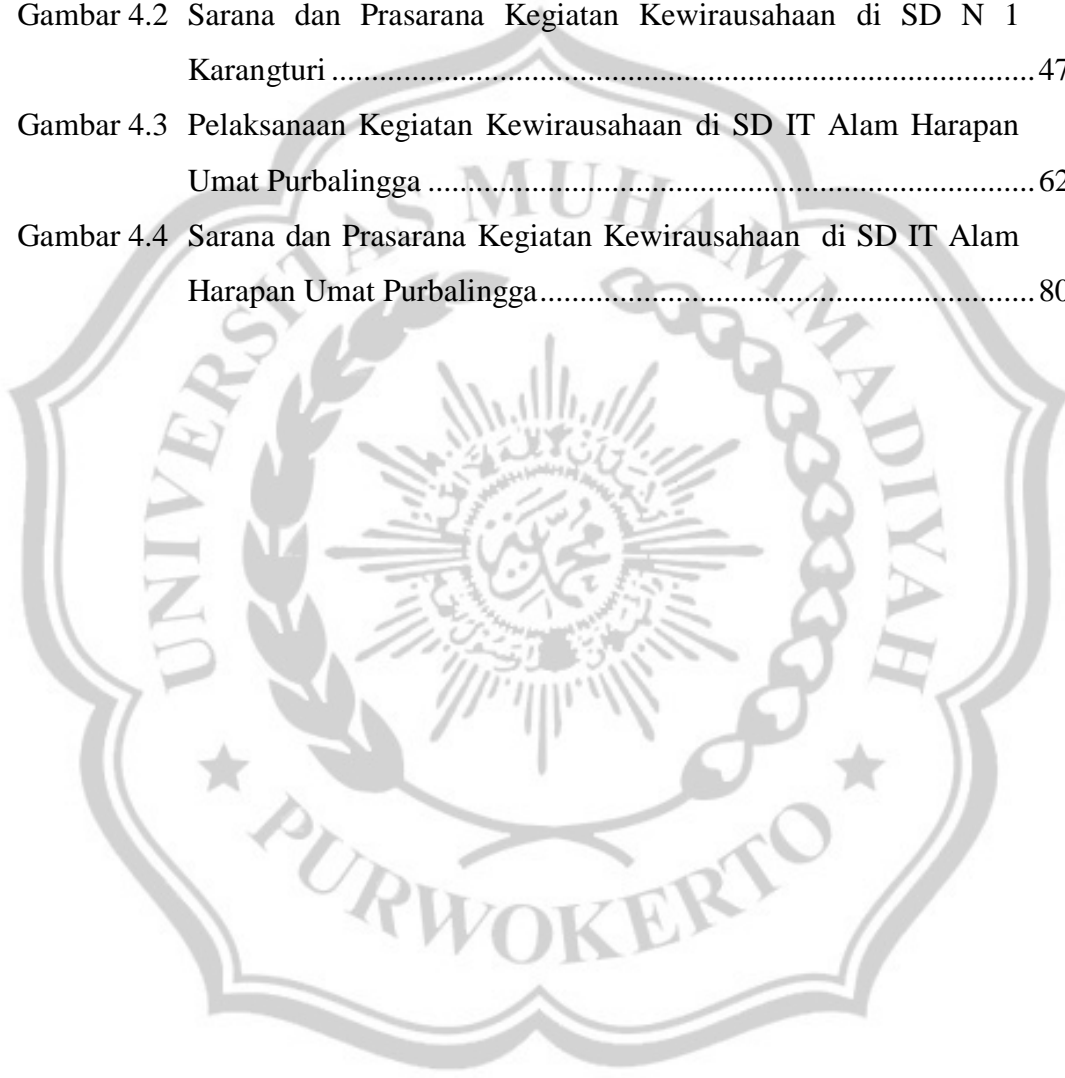 Gambar 4.2 Sarana dan Prasarana Kegiatan Kewirausahaan di SD N 1
Karangturi ........................................................................................ 47
Gambar 4.3 Pelaksanaan Kegiatan Kewirausahaan di SD IT Alam Harapan
Umat Purbalingga ............................................................................ 62
Gambar 4.4 Sarana dan Prasarana Kegiatan Kewirausahaan di SD IT Alam
Harapan Umat Purbalingga .............................................................. 80
UNIVERSITAS MUHAMMADIYAH
PURWOKERTO